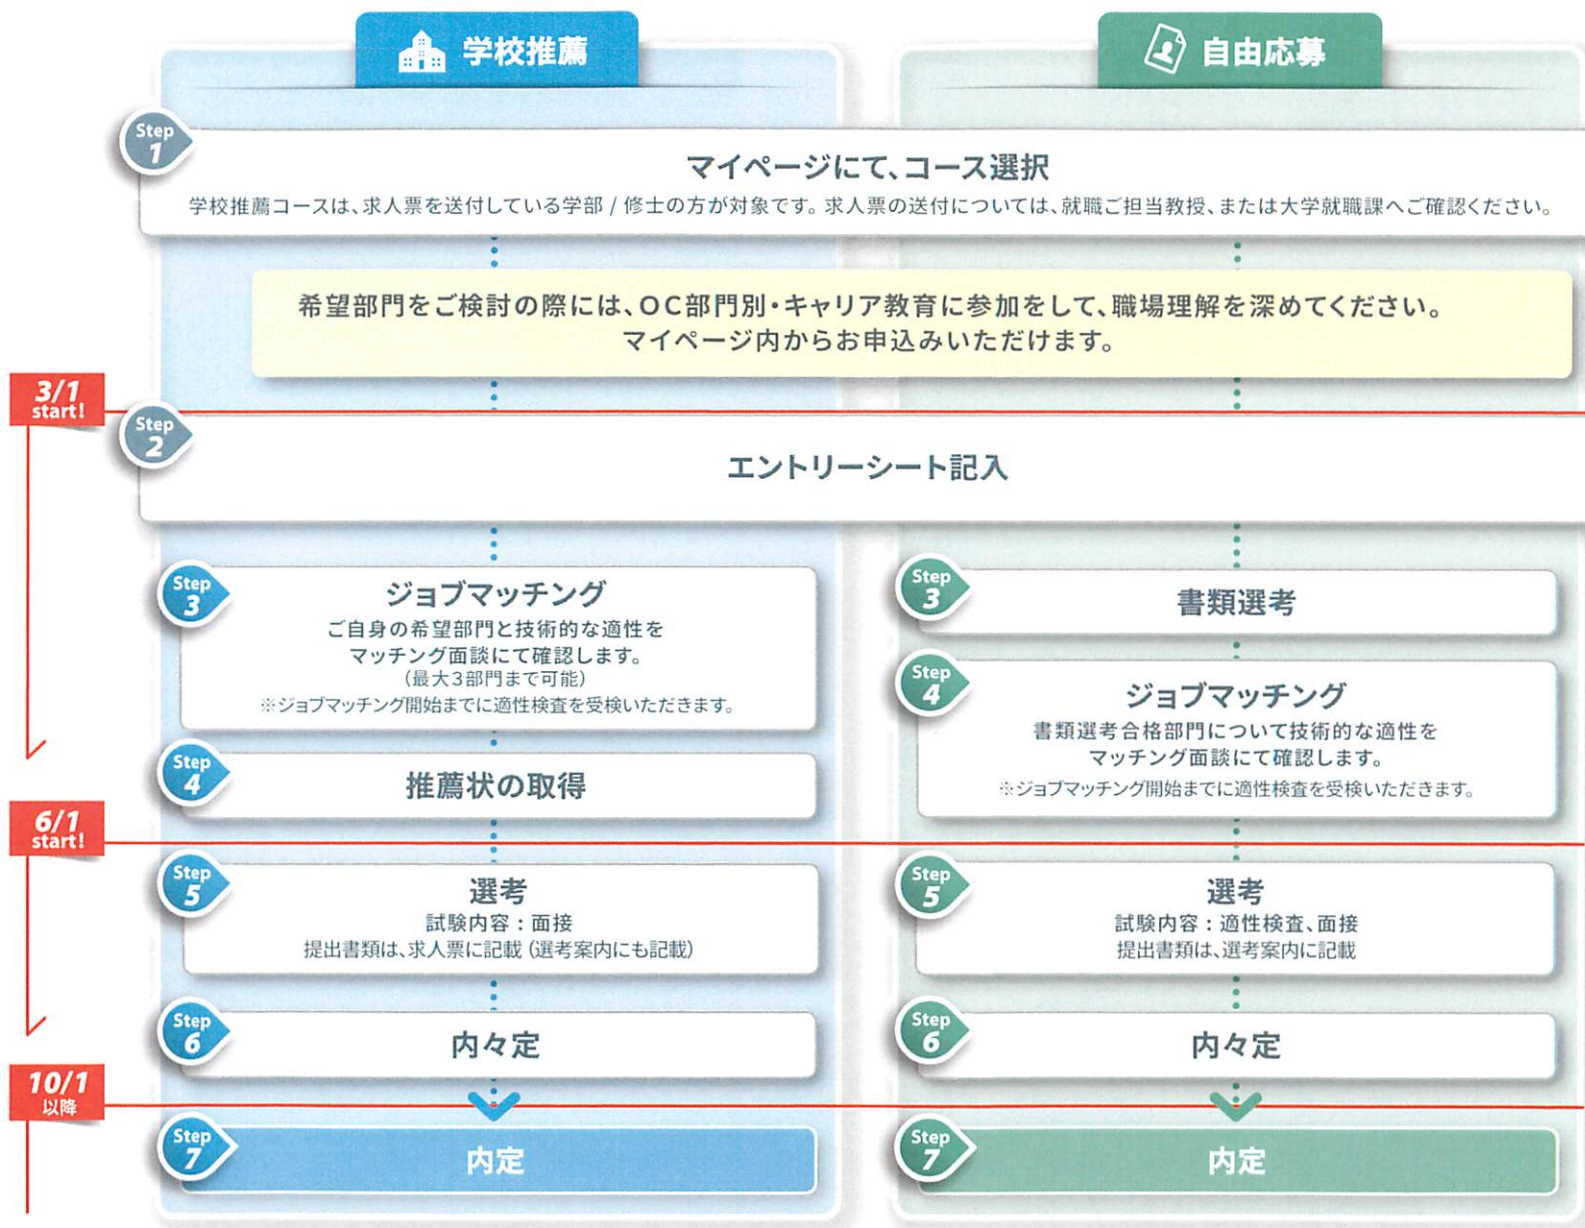 学校推薦
自由応募
Step
1
マイページにて、コース選択
学校推薦コースは、求人票を送付している学部 / 修士の方が対象です。求人票の送付については、就職ご担当教授、または大学就職課へご確認ください。
希望部門をご検討の際には、OC部門別・キャリア教育に参加をして、職場理解を深めてください。
マイページ内からお申込みいただけます。
3/1
start!
Step
2
エントリーシート記入
Step
3
ジョブマッチング
ご自身の希望部門と技術的な適性を
マッチング面談にて確認します。
(最大3部門まで可能)
※ジョブマッチング開始までに適性検査を受検いただきます。
Step
4
推薦状の取得
Step
3
書類選考
Step
4
ジョブマッチング
書類選考合格部門について技術的な適性を
マッチング面談にて確認します。
※ジョブマッチング開始までに適性検査を受検いただきます。
6/1
start!
Step
5
選考
試験内容：面接
提出書類は、求人票に記載 (選考案内にも記載)
Step
6
内々定
Step
5
選考
試験内容：適性検査、面接
提出書類は、選考案内に記載
Step
6
内々定
10/1
以降
Step
7
内定
Step
7
内定